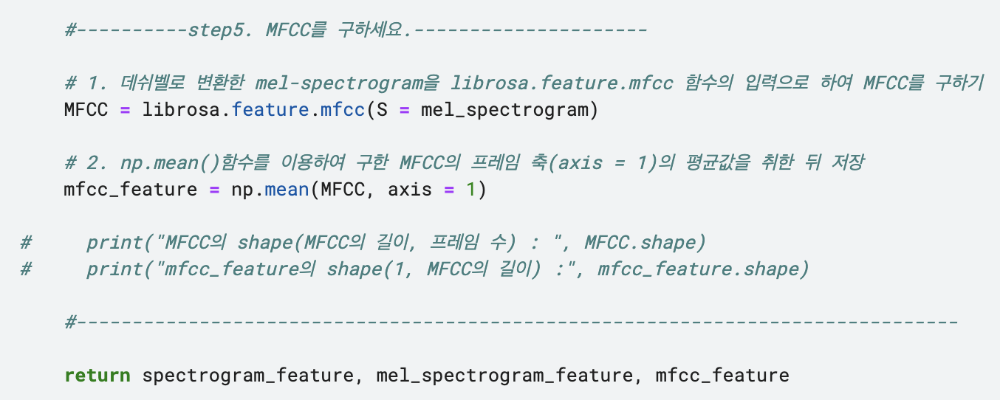 #----------step5. MFCC를 구하세요.---------------------
# 1. 데쉬벨로 변환한 mel-spectrogram을 librosa.feature.mfcc 함수의 입력으로 하여 MFCC를 구하기
MFCC = librosa.feature.mfcc(S = mel_spectrogram)
# 2. np.mean()함수를 이용하여 구한 MFCC의 프레임 축(axis = 1)의 평균값을 취한 뒤 저장
mfcc_feature = np.mean(MFCC, axis = 1)
#     print("MFCC의 shape(MFCC의 길이, 프레임 수) : ", MFCC.shape)
#     print("mfcc_feature의 shape(1, MFCC의 길이) :", mfcc_feature.shape)
#-------------------------------------------------------------------------------
return spectrogram_feature, mel_spectrogram_feature, mfcc_feature